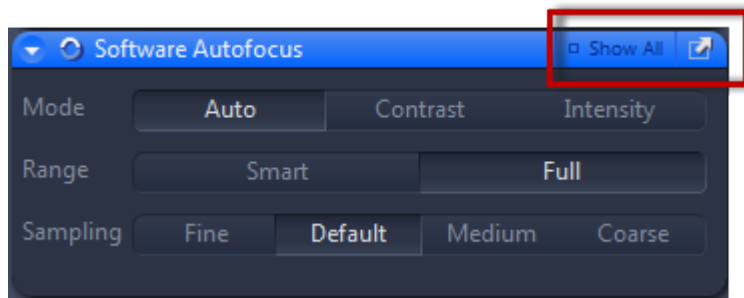 Software Autofocus Show All
Mode Auto Contrast Intensity
Range Smart Full
Sampling Fine Default Medium Coarse